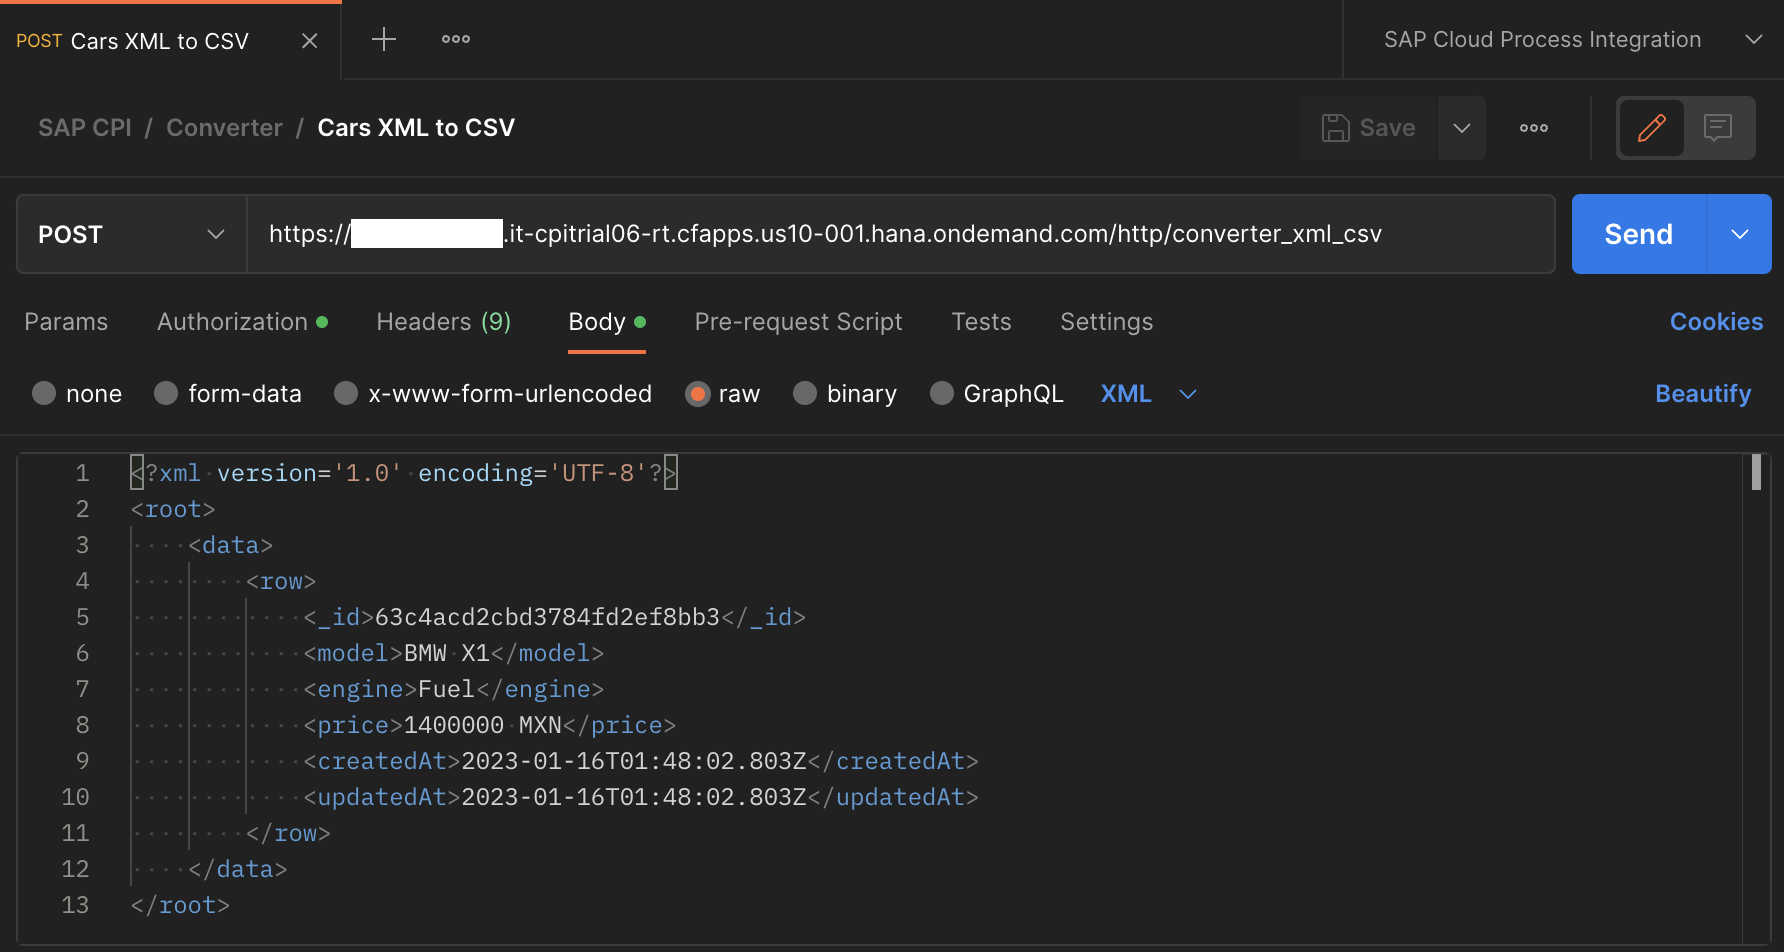 POST Cars XML to CSV
SAP Cloud Process Integration
SAP CPI / Converter / Cars XML to CSV
Save
POST
https://
.it-cpitrial06-rt.cfapps.us10-001.hana.ondemand.com/http/converter_xml_csv
Send
Params Authorization Headers (9) Body Pre-request Script Tests Settings Cookies
none form-data x-www-form-urlencoded raw binary GraphQL XML Beautify
1 <?xml version='1.0' encoding='UTF-8'?>
2 <root>
3 <data>
4 <row>
5 <_id>63c4acd2cbd3784fd2ef8bb3</_id>
6 <model>BMW X1</model>
7 <engine>Fuel</engine>
8 <price>1400000 MXN</price>
9 <createdAt>2023-01-16T01:48:02.803Z</createdAt>
10 <updatedAt>2023-01-16T01:48:02.803Z</updatedAt>
11 </row>
12 </data>
13 </root>